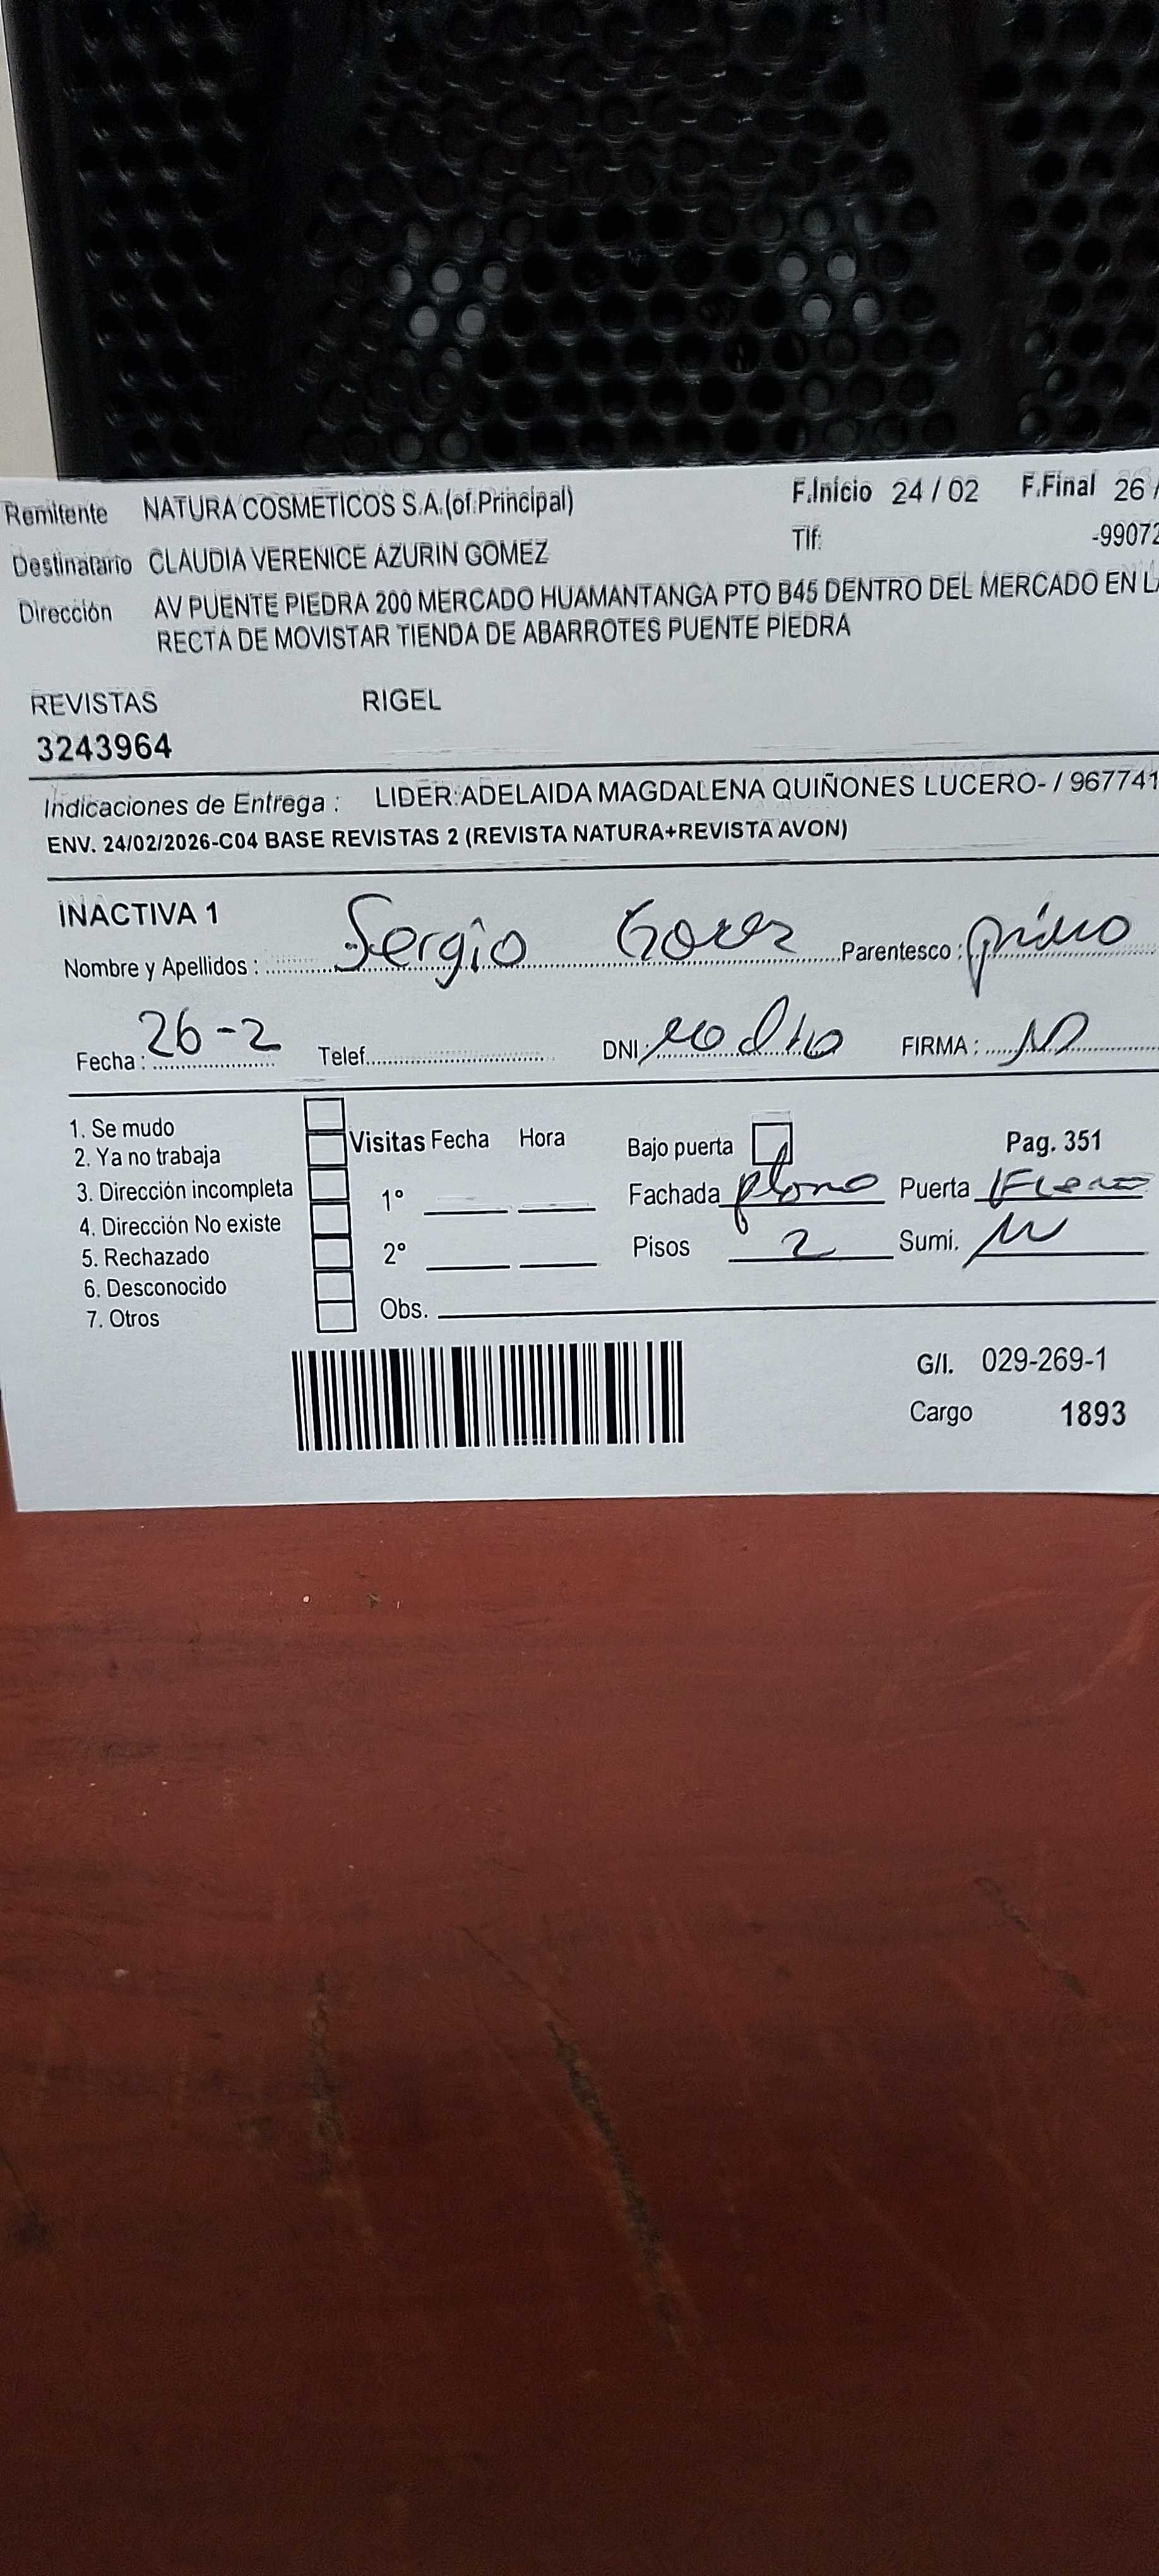 Remitente NATURA COSMETICOS S.A.(of.Principal) F.Inicio 24 / 02 F.Final 26 /
Destinatario CLAUDIA VERENICE AZURIN GOMEZ Tlf: -99072
Dirección AV PUENTE PIEDRA 200 MERCADO HUAMANTANGA PTO B45 DENTRO DEL MERCADO EN LA
RECTA DE MOVISTAR TIENDA DE ABARROTES PUENTE PIEDRA
REVISTAS RIGEL
3243964
Indicaciones de Entrega : LIDER:ADELAIDA MAGDALENA QUIÑONES LUCERO- / 967741
ENV. 24/02/2026-C04 BASE REVISTAS 2 (REVISTA NATURA+REVISTA AVON)
INACTIVA 1
Nombre y Apellidos : Sergio Parentesco :
Fecha : 26-2 Telef. DNI: FIRMA :
1. Se mudo
2. Ya no trabaja
3. Dirección incompleta
4. Dirección No existe
5. Rechazado
6. Desconocido
7. Otros
Visitas Fecha Hora
1º
2º
Obs.
Bajo puerta Pag. 351
Fachada plomo Puerta
Pisos 2 Sumi.
G/I. 029-269-1
Cargo 1893